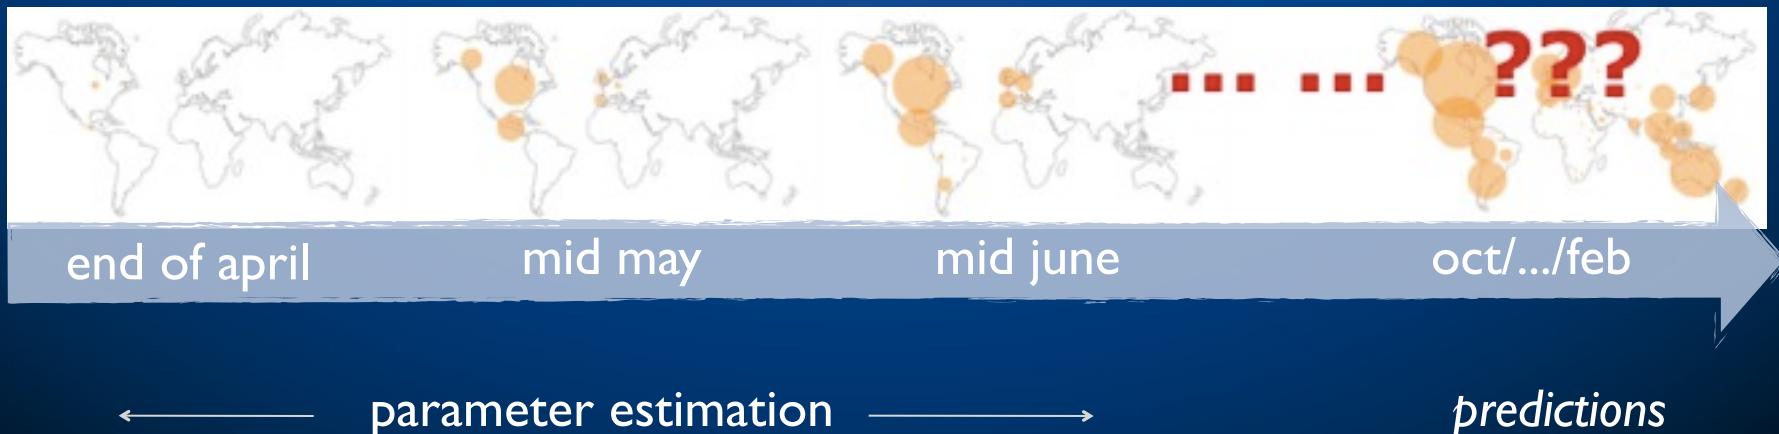 ... ... ???
end of april mid may mid june oct/.../feb
parameter estimation predictions